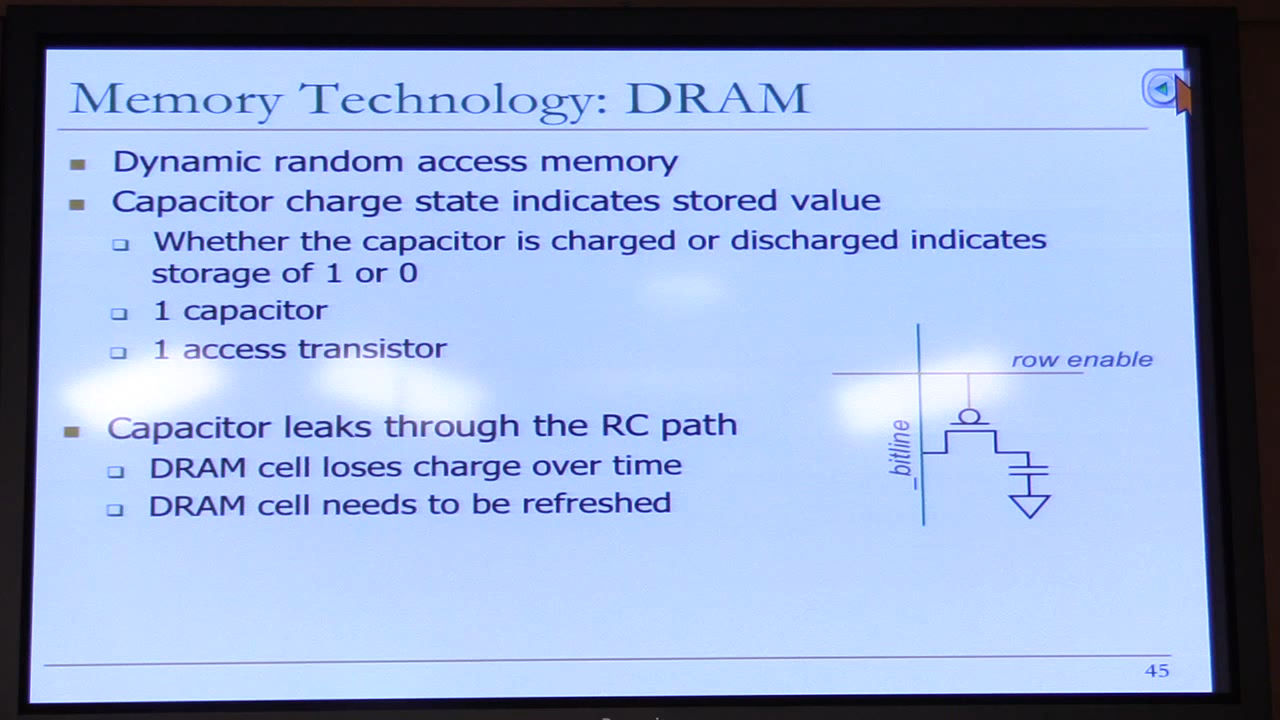 Memory Technology: DRAM
Dynamic random access memory
Capacitor charge state indicates stored value
Whether the capacitor is charged or discharged indicates
storage of 1 or 0
1 capacitor
1 access transistor
Capacitor leaks through the RC path
DRAM cell loses charge over time
DRAM cell needs to be refreshed
row enable
_bitline
45